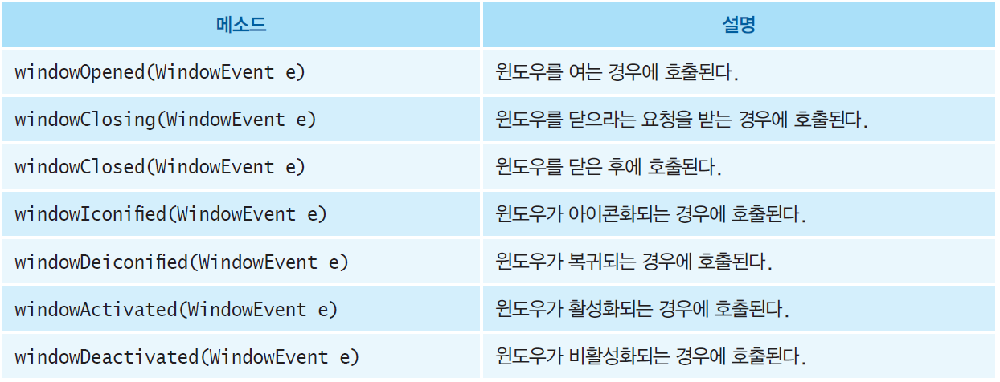 메소드 설명
windowOpened(WindowEvent e) 윈도우를 여는 경우에 호출된다.
windowClosing(WindowEvent e) 윈도우를 닫으라는 요청을 받는 경우에 호출된다.
windowClosed(WindowEvent e) 윈도우를 닫은 후에 호출된다.
windowIconified(WindowEvent e) 윈도우가 아이콘화되는 경우에 호출된다.
windowDeiconified(WindowEvent e) 윈도우가 복귀되는 경우에 호출된다.
windowActivated(WindowEvent e) 윈도우가 활성화되는 경우에 호출된다.
windowDeactivated(WindowEvent e) 윈도우가 비활성화되는 경우에 호출된다.